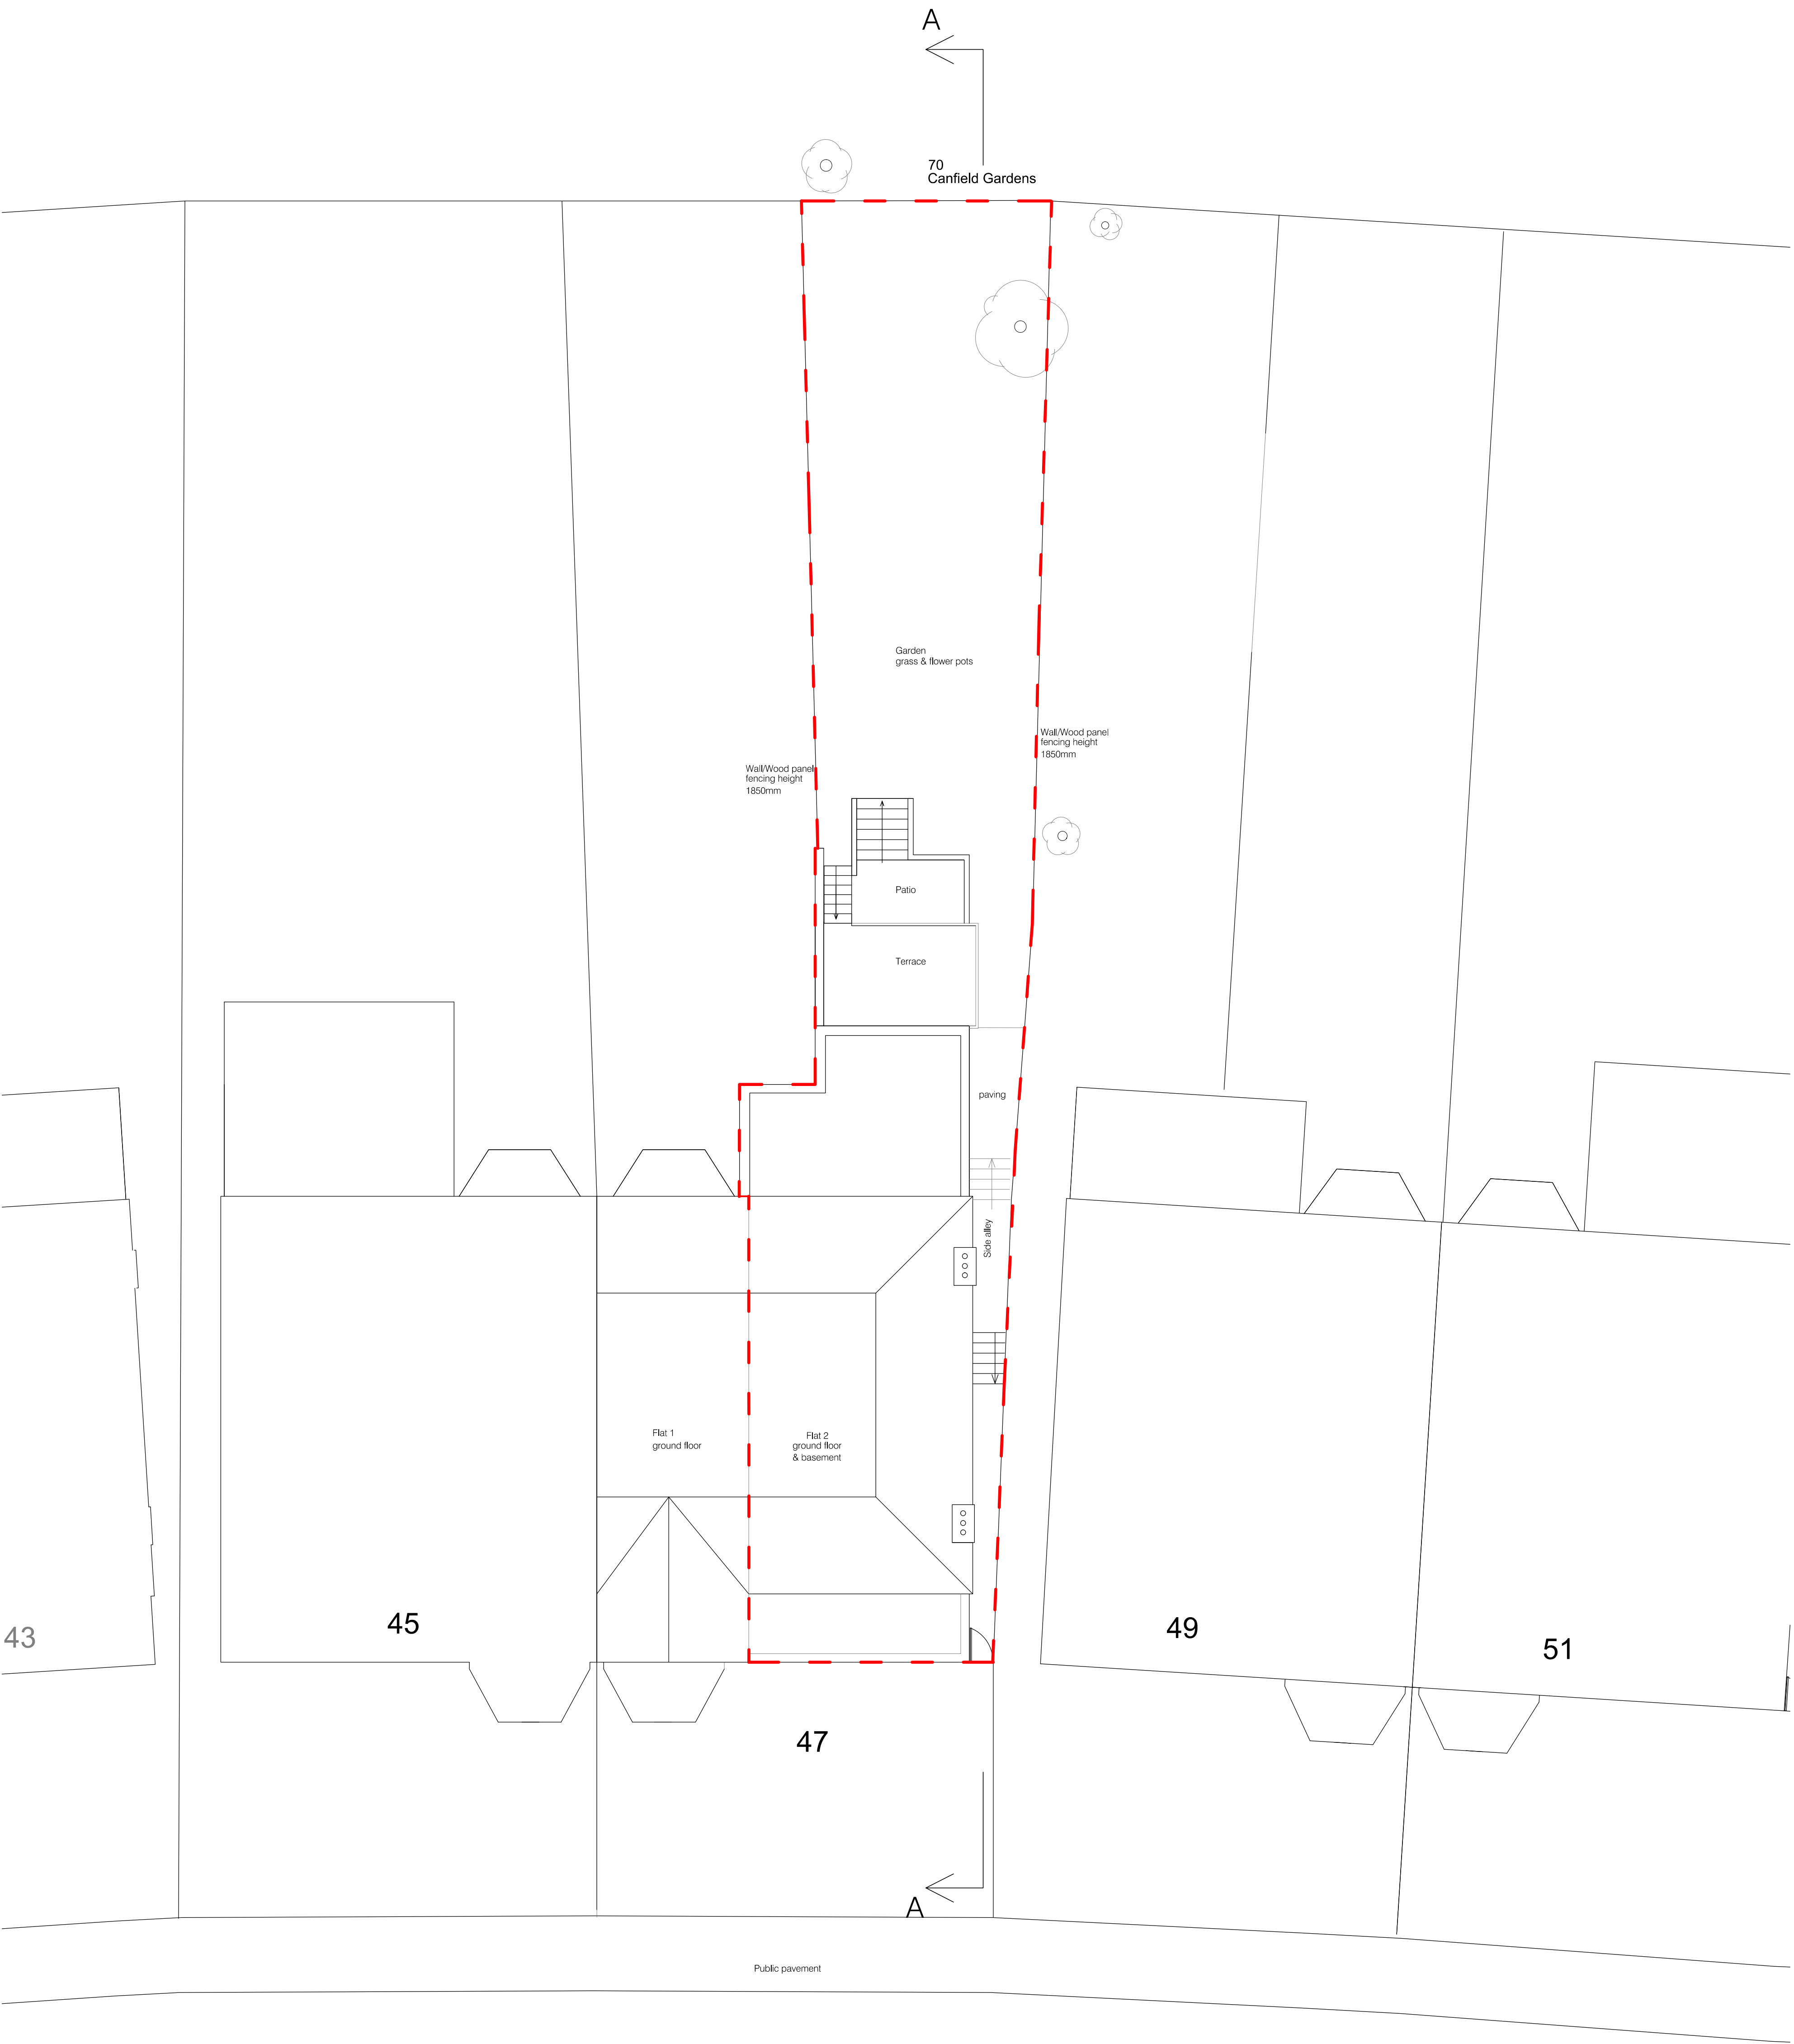 A
70
Canfield Gardens
Garden
grass & flower pots
Wall/Wood panel
fencing height
1850mm
Wall/Wood panel
fencing height
1850mm
Patio
Terrace
paving
Side alley
Flat 1
ground floor
Flat 2
ground floor
& basement
43
45
49
51
47
A
Public pavement